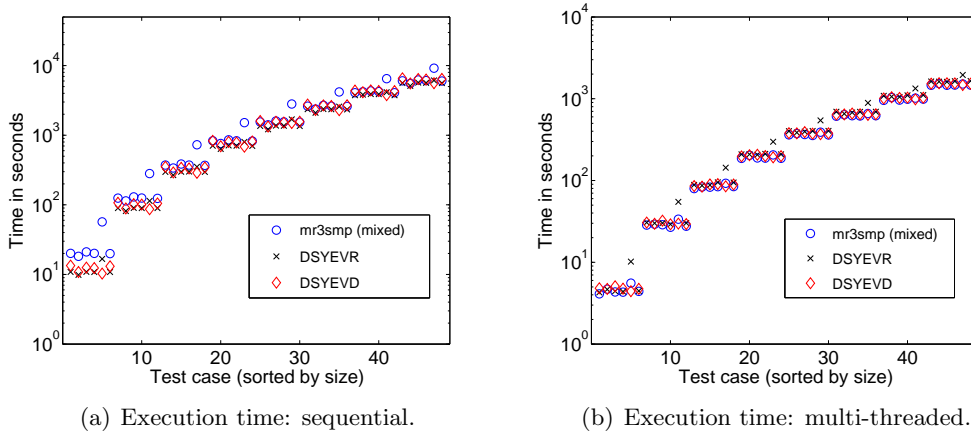 10^4
10^3
10^2
10^1
10^0
Time in seconds
mr3smp (mixed)
DSYEVR
DSYEVD
10 20 30 40
Test case (sorted by size)
(a) Execution time: sequential.
10^4
10^3
10^2
10^1
10^0
Time in seconds
mr3smp (mixed)
DSYEVR
DSYEVD
10 20 30 40
Test case (sorted by size)
(b) Execution time: multi-threaded.